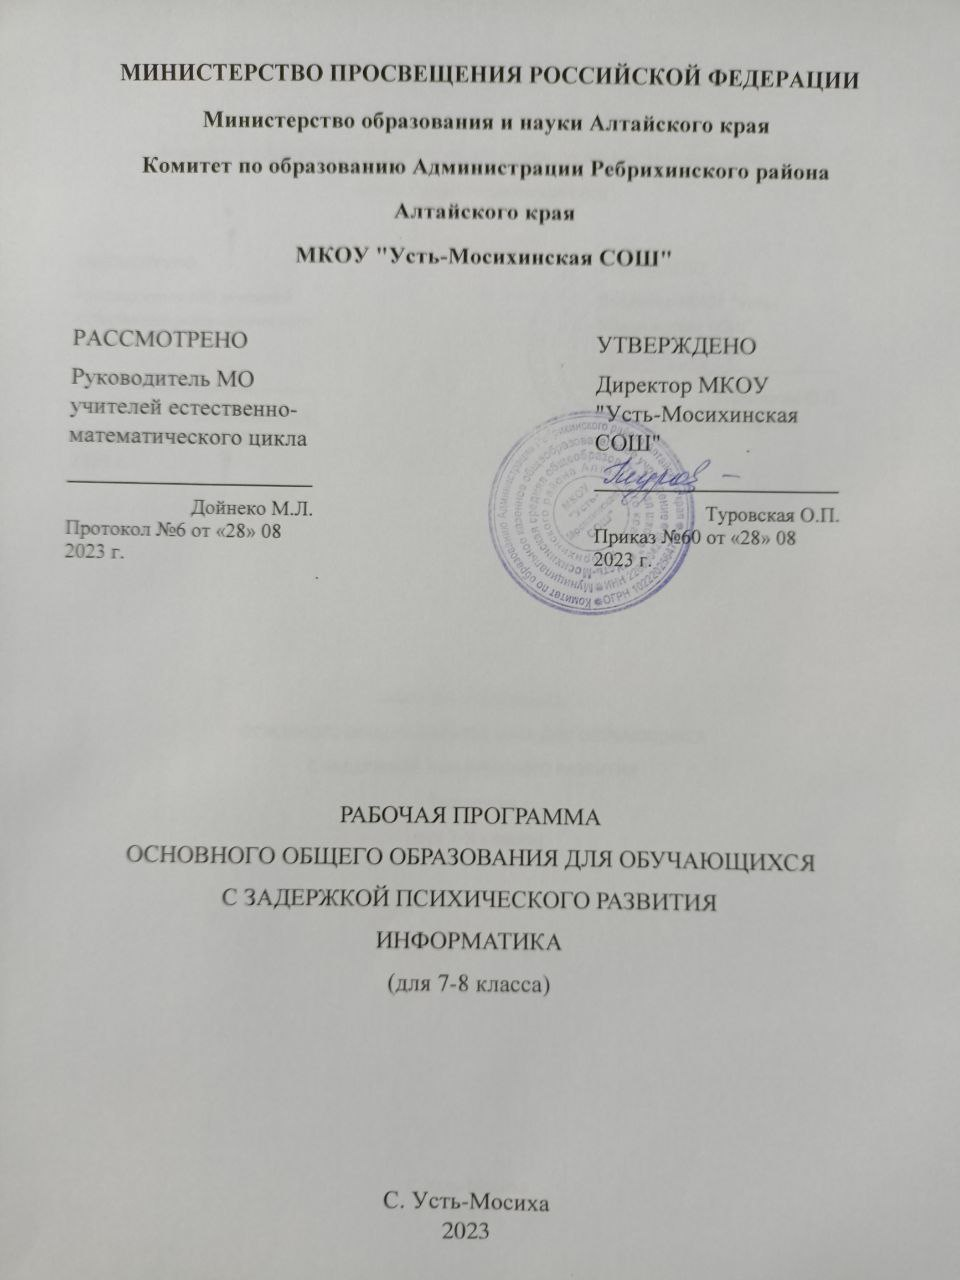 МИНИСТЕРСТВО ПРОСВЕЩЕНИЯ РОССИЙСКОЙ ФЕДЕРАЦИИ
Министерство образования и науки Алтайского края
Комитет по образованию Администрации Ребрихинского района
Алтайского края
МКОУ "Усть-Мосихинская СОШ"
РАССМОТРЕНО
Руководитель МО
учителей естественно-
математического цикла
Дойнеко М.Л.
Протокол №6 от «28» 08
2023 г.
УТВЕРЖДЕНО
Директор МКОУ
"Усть-Мосихинская
СОШ"
Туровская О.П.
Приказ №60 от «28» 08
2023 г.
РАБОЧАЯ ПРОГРАММА
ОСНОВНОГО ОБЩЕГО ОБРАЗОВАНИЯ ДЛЯ ОБУЧАЮЩИХСЯ
С ЗАДЕРЖКОЙ ПСИХИЧЕСКОГО РАЗВИТИЯ
ИНФОРМАТИКА
(для 7-8 класса)
С. Усть-Мосиха
2023